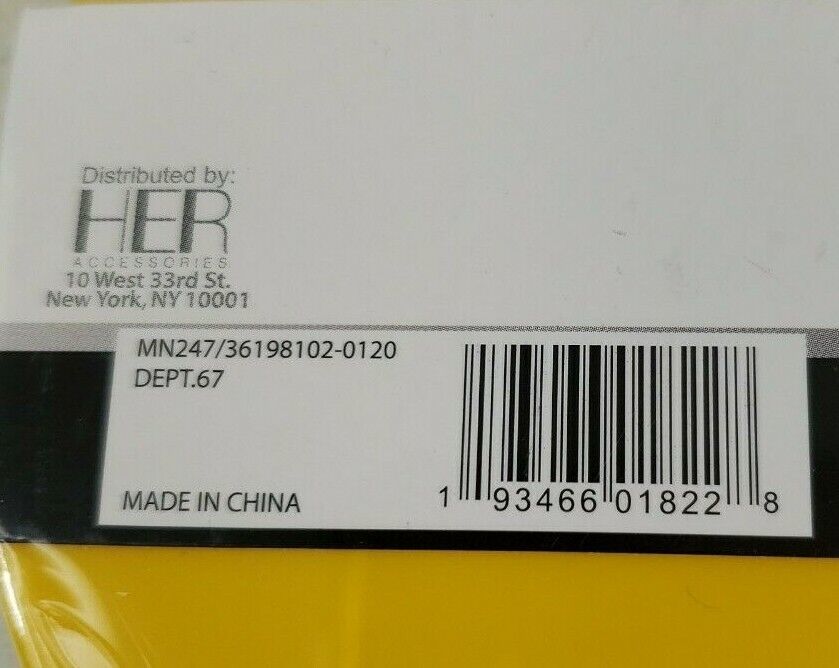 Distributed by:
HER
ACCESSORIES
10 West 33rd St.
New York, NY 10001
MN247/36198102-0120
DEPT.67
MADE IN CHINA
1 93466 01822 8